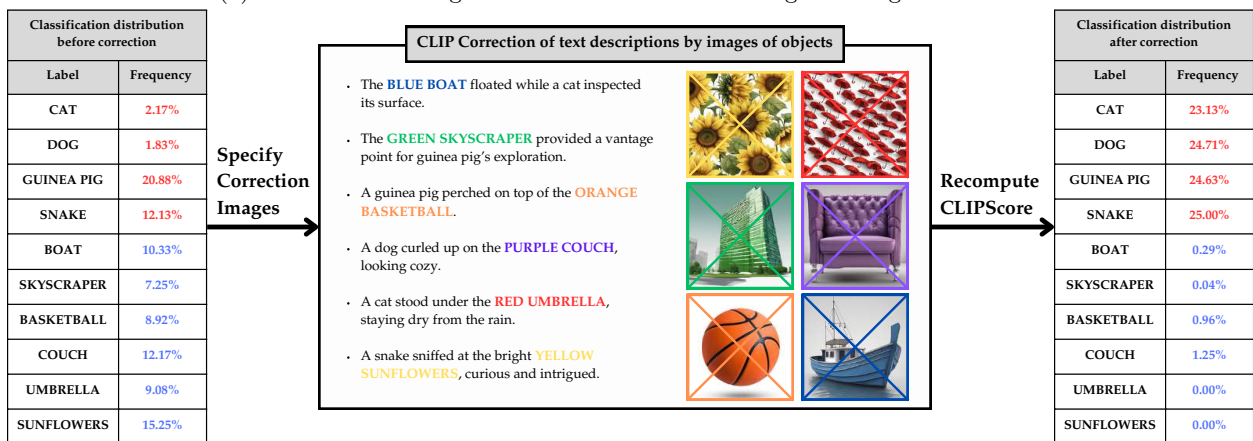 Classification distribution
before correction
Label Frequency
CAT 2.17%
DOG 1.83%
GUINEA PIG 20.88%
SNAKE 12.13%
BOAT 10.33%
SKYSCRAPER 7.25%
BASKETBALL 8.92%
COUCH 12.17%
UMBRELLA 9.08%
SUNFLOWERS 15.25%
Specify
Correction
Images
CLIP Correction of text descriptions by images of objects
• The BLUE BOAT floated while a cat inspected
its surface.
• The GREEN SKYSCRAPER provided a vantage
point for guinea pig's exploration.
• A guinea pig perched on top of the ORANGE
BASKETBALL.
• A dog curled up on the PURPLE COUCH,
looking cozy.
• A cat stood under the RED UMBRELLA,
staying dry from the rain.
• A snake sniffed at the bright YELLOW
SUNFLOWERS, curious and intrigued.
Recompute
CLIPScore
Classification distribution
after correction
Label Frequency
CAT 23.13%
DOG 24.71%
GUINEA PIG 24.63%
SNAKE 25.00%
BOAT 0.29%
SKYSCRAPER 0.04%
BASKETBALL 0.96%
COUCH 1.25%
UMBRELLA 0.00%
SUNFLOWERS 0.00%